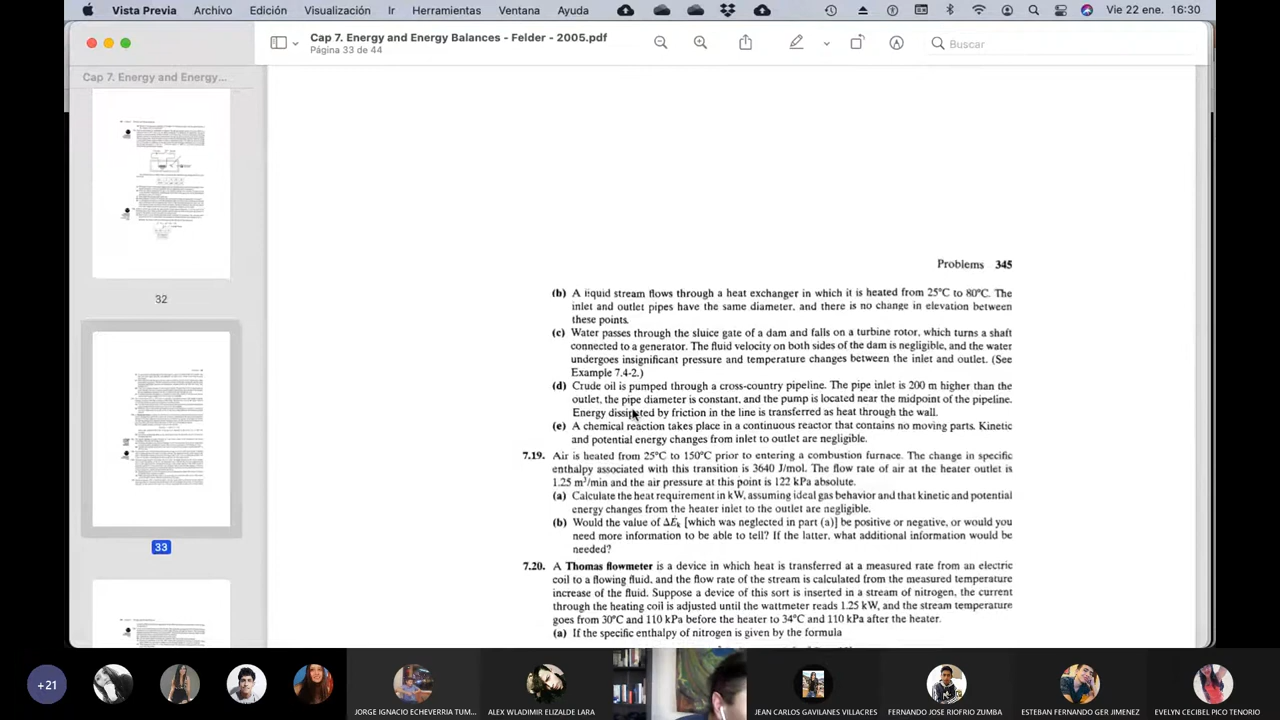 Vista Previa Archivo Edición Visualización Ir Herramientas Ventana Ayuda Vie 22 ene. 16:30
Cap 7. Energy and Energy Balances - Felder - 2005.pdf
Página 33 de 44
Buscar
Cap 7. Energy and Energy...
32
33
Problems 345
(b) A liquid stream flows through a heat exchanger in which it is heated from 25°C to 80°C. The
inlet and outlet pipes have the same diameter, and there is no change in elevation between
these points.
(c) Water passes through the sluice gate of a dam and falls on a turbine rotor, which turns a shaft
connected to a generator. The fluid velocity on both sides of the dam is negligible, and the water
undergoes insignificant pressure and temperature changes between the inlet and outlet. (See
Example 7.4-2.)
(d) Crude oil is pumped through a cross-country pipeline. The pipe inlet is 200 m higher than the
outlet, the pipe diameter is constant, and the pump is located near the midpoint of the pipeline.
Energy dissipated by friction in the line is transferred as heat through the wall.
(e) A chemical reaction takes place in a continuous reactor that contains no moving parts. Kinetic
and potential energy changes from inlet to outlet are negligible.
7.19. Air is heated from 25°C to 150°C prior to entering a combustion furnace. The change in specific
enthalpy associated with this transition is 3640 J/mol. The flow rate of air at the heater outlet is
1.25 m³/min and the air pressure at this point is 122 kPa absolute.
(a) Calculate the heat requirement in kW, assuming ideal gas behavior and that kinetic and potential
energy changes from the heater inlet to the outlet are negligible.
(b) Would the value of ΔĖk [which was neglected in part (a)] be positive or negative, or would you
need more information to be able to tell? If the latter, what additional information would be
needed?
7.20. A Thomas flowmeter is a device in which heat is transferred at a measured rate from an electric
coil to a flowing fluid, and the flow rate of the stream is calculated from the measured temperature
increase of the fluid. Suppose a device of this sort is inserted in a stream of nitrogen, the current
through the heating coil is adjusted until the wattmeter reads 1.25 kW, and the stream temperature
goes from 30°C and 110 kPa before the heater to 34°C and 110 kPa after the heater.
(a) If the specific enthalpy of nitrogen is given by the formula
+21
JORGE IGNACIO ECHEVERRIA TUM...
ALEX WLADIMIR ELIZALDE LARA
JEAN CARLOS GAVILANES VILLACRES
FERNANDO JOSE RIOFRIO ZUMBA
ESTEBAN FERNANDO GER JIMENEZ
EVELYN CECIBEL PICO TENORIO